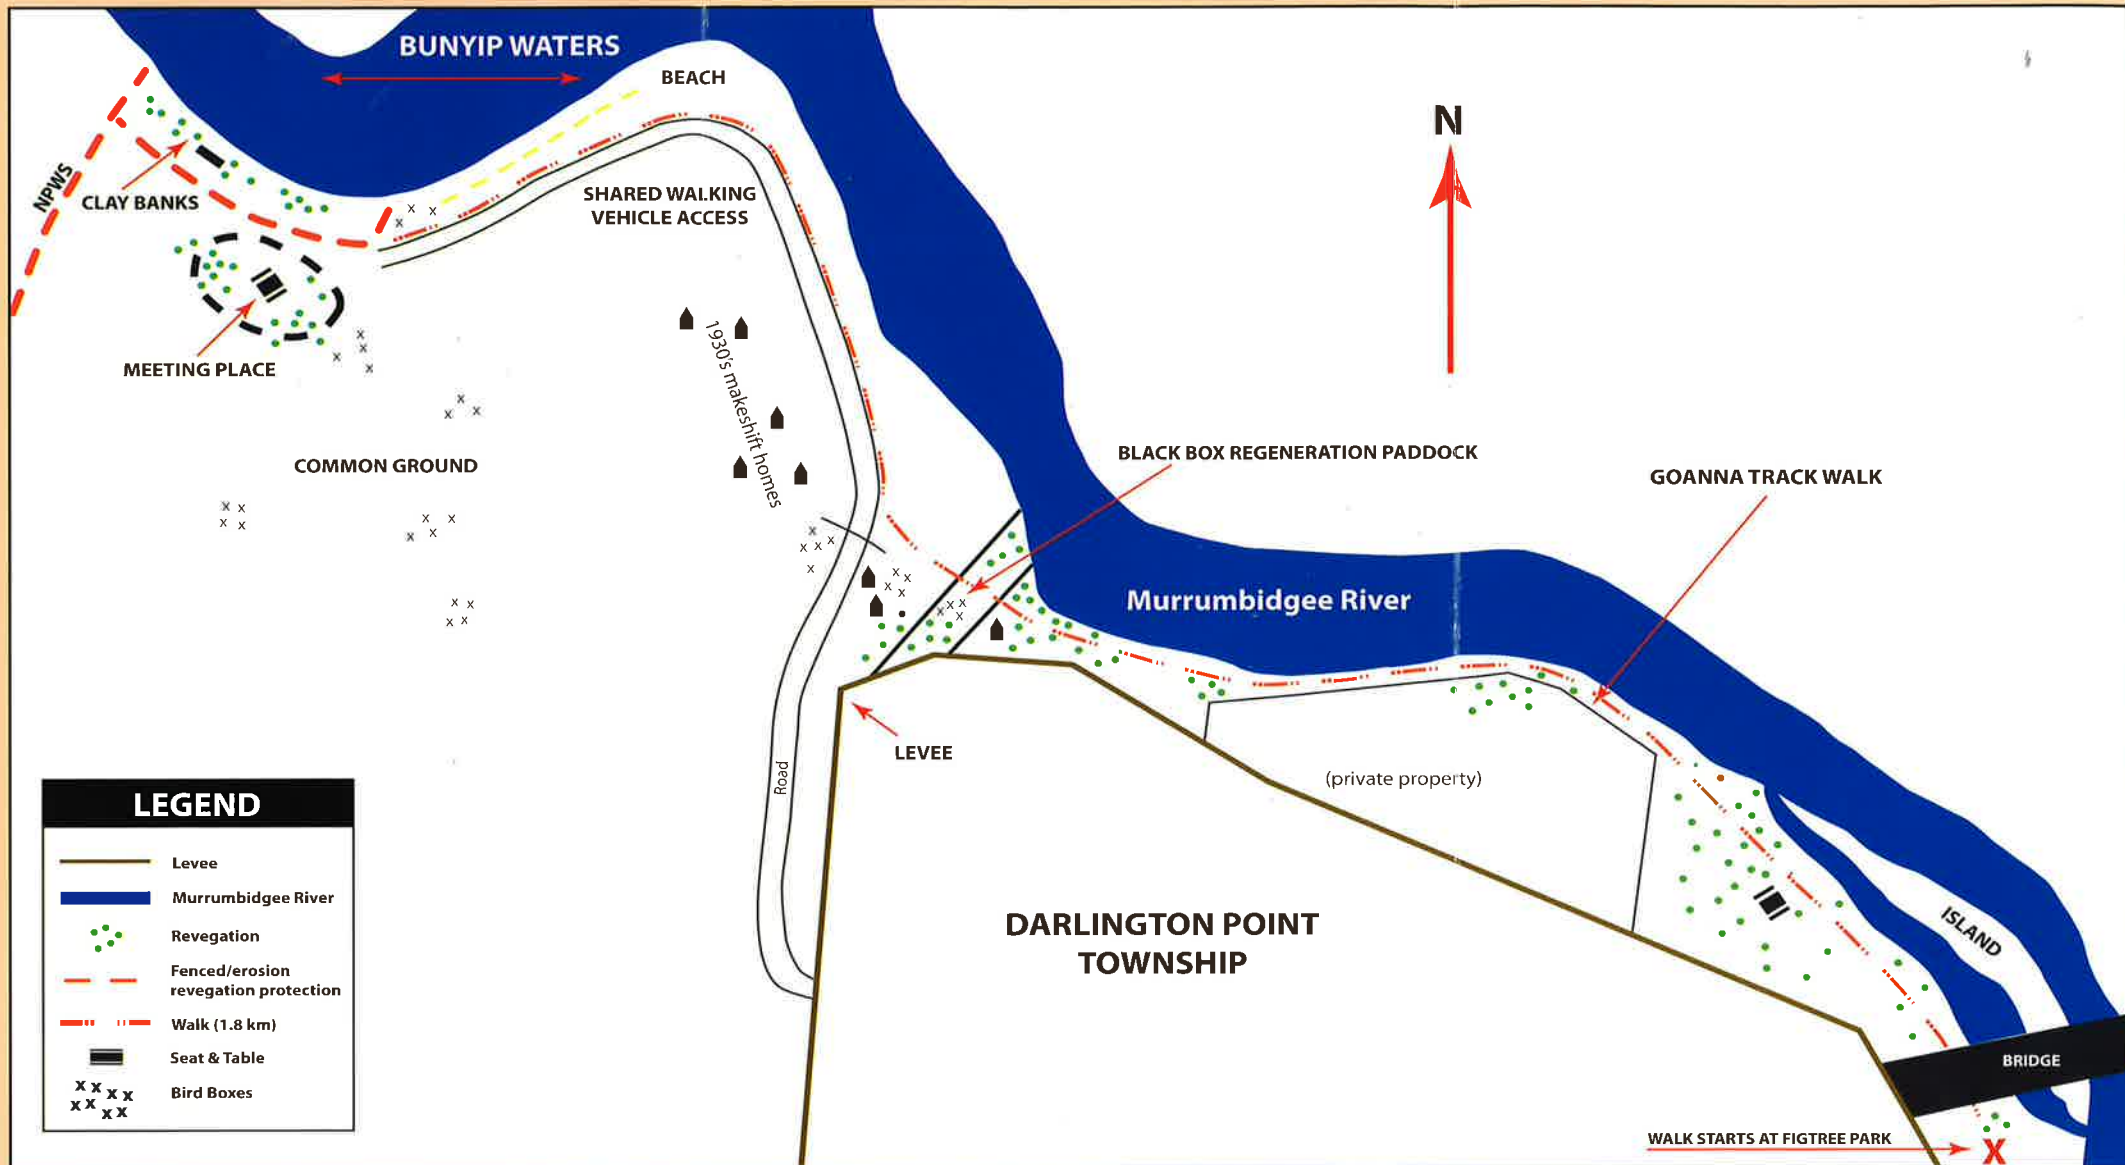 BUNYIP WATERS
BEACH
N
NPWS
CLAY BANKS
SHARED WALKING
VEHICLE ACCESS
MEETING PLACE
1930's makeshift homes
COMMON GROUND
BLACK BOX REGENERATION PADDOCK
GOANNA TRACK WALK
Murrumbidgee River
LEVEE
Road
(private property)
DARLINGTON POINT
TOWNSHIP
ISLAND
BRIDGE
WALK STARTS AT FIGTREE PARK
X
LEGEND
Levee
Murrumbidgee River
Revegation
Fenced/erosion
revegation protection
Walk (1.8 km)
Seat & Table
Bird Boxes